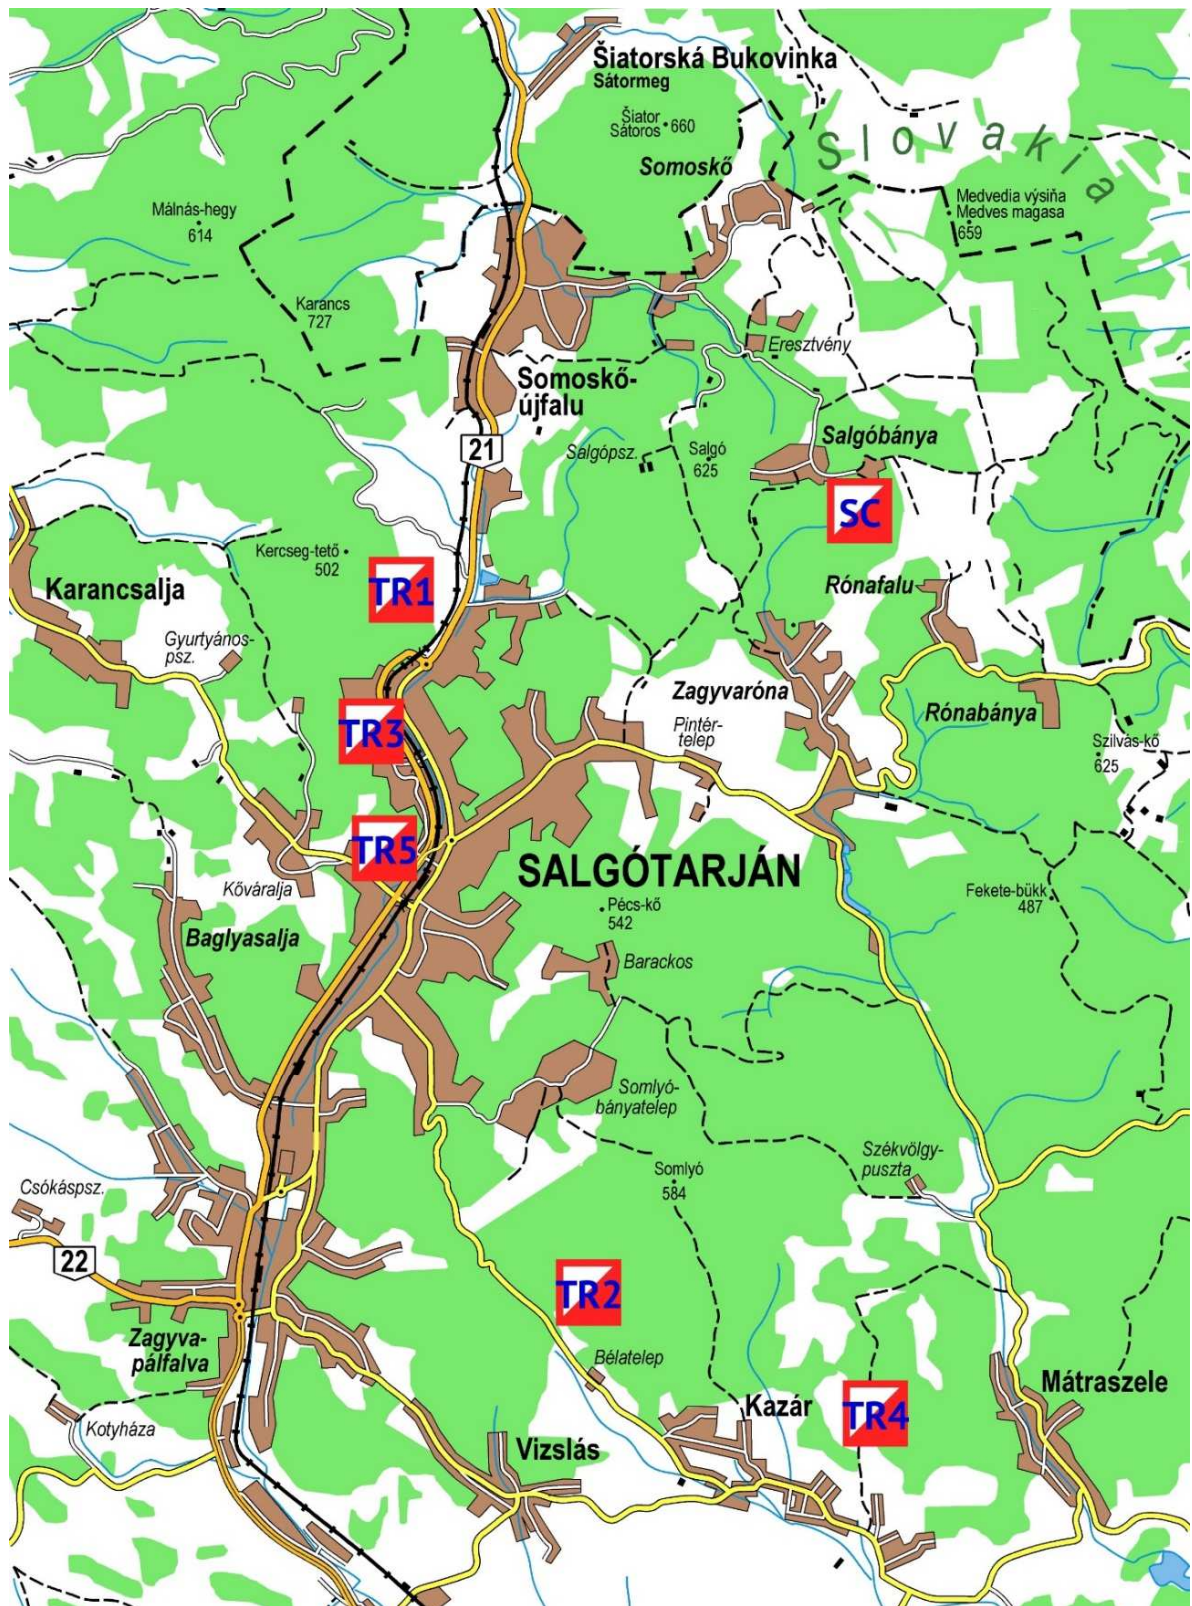 Šiatorská Bukovinka
Sátormeg
Šiator
Sátoros 660
Somoskő
Slovakia
Medvedia výsiňa
Medves magasa
659
Málnás-hegy
614
Karancs
727
Eresztvény
Somoskő-
újfalu
21
Salgópsz.
Salgó
625
Salgóbánya
SC
Kercseg-tető
502
TR1
Karancsalja
Rónafalu
Gyurtyános-
psz.
Zagyvaróna
Pintér-
telep
Rónabánya
TR3
Szilvás-kő
625
TR5
SALGÓTARJÁN
Kőváralja
Pécs-kő
542
Fekete-bükk
487
Baglyasalja
Barackos
Somlyó-
bányatelep
Székvölgy-
puszta
Somlyó
584
Csókáspsz.
22
TR2
Zagyva-
pálfalva
Bélatelep
Mátraszele
Kazár
TR4
Kotyháza
Vizslás